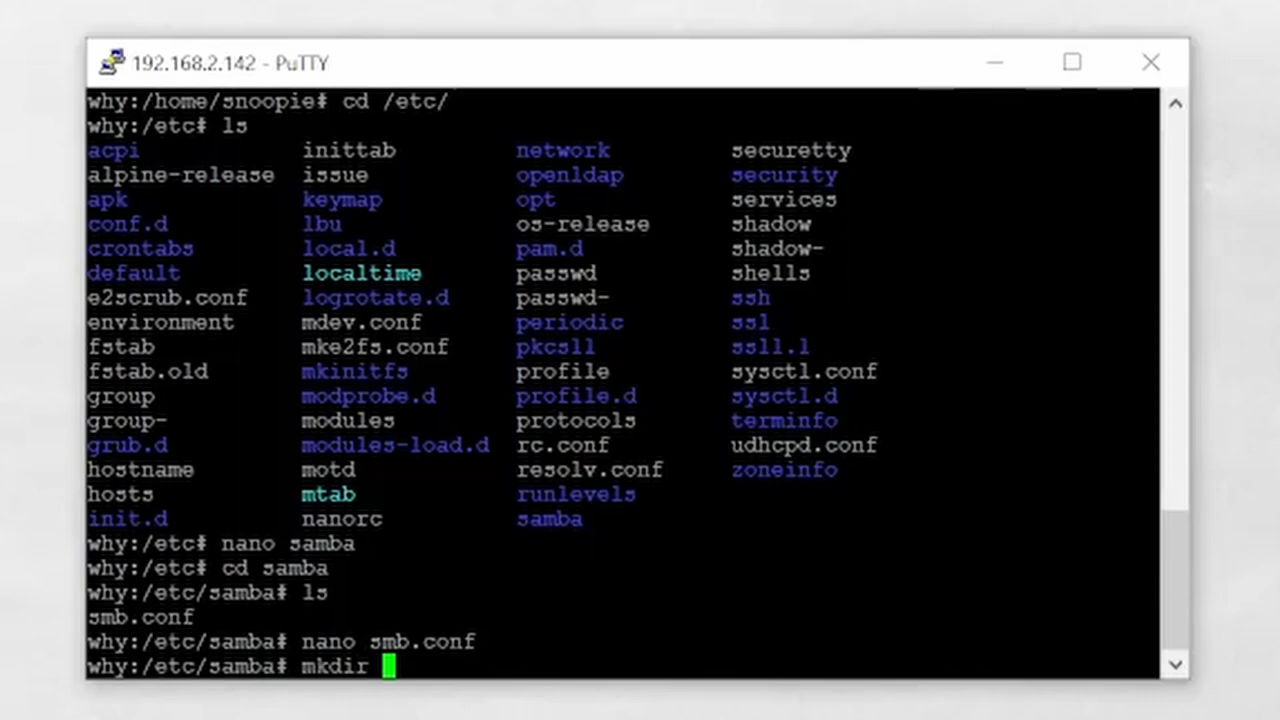 192.168.2.142 - PuTTY
why:/home/snoopie# cd /etc/
why:/etc# ls
acpi inittab network securetty
alpine-release issue openldap security
apk keymap opt services
conf.d lbu os-release shadow
crontabs local.d pam.d shadow-
default localtime passwd shells
e2scrub.conf logrotate.d passwd- ssh
environment mdev.conf periodic ssl
fstab mke2fs.conf pkcs11 ssl1.1
fstab.old mkinitfs profile sysctl.conf
group modprobe.d profile.d sysctl.d
group- modules protocols terminfo
grub.d modules-load.d rc.conf udhcpd.conf
hostname motd resolv.conf zoneinfo
hosts mtab runlevels
init.d nanorc samba
why:/etc# nano samba
why:/etc# cd samba
why:/etc/samba# ls
smb.conf
why:/etc/samba# nano smb.conf
why:/etc/samba# mkdir